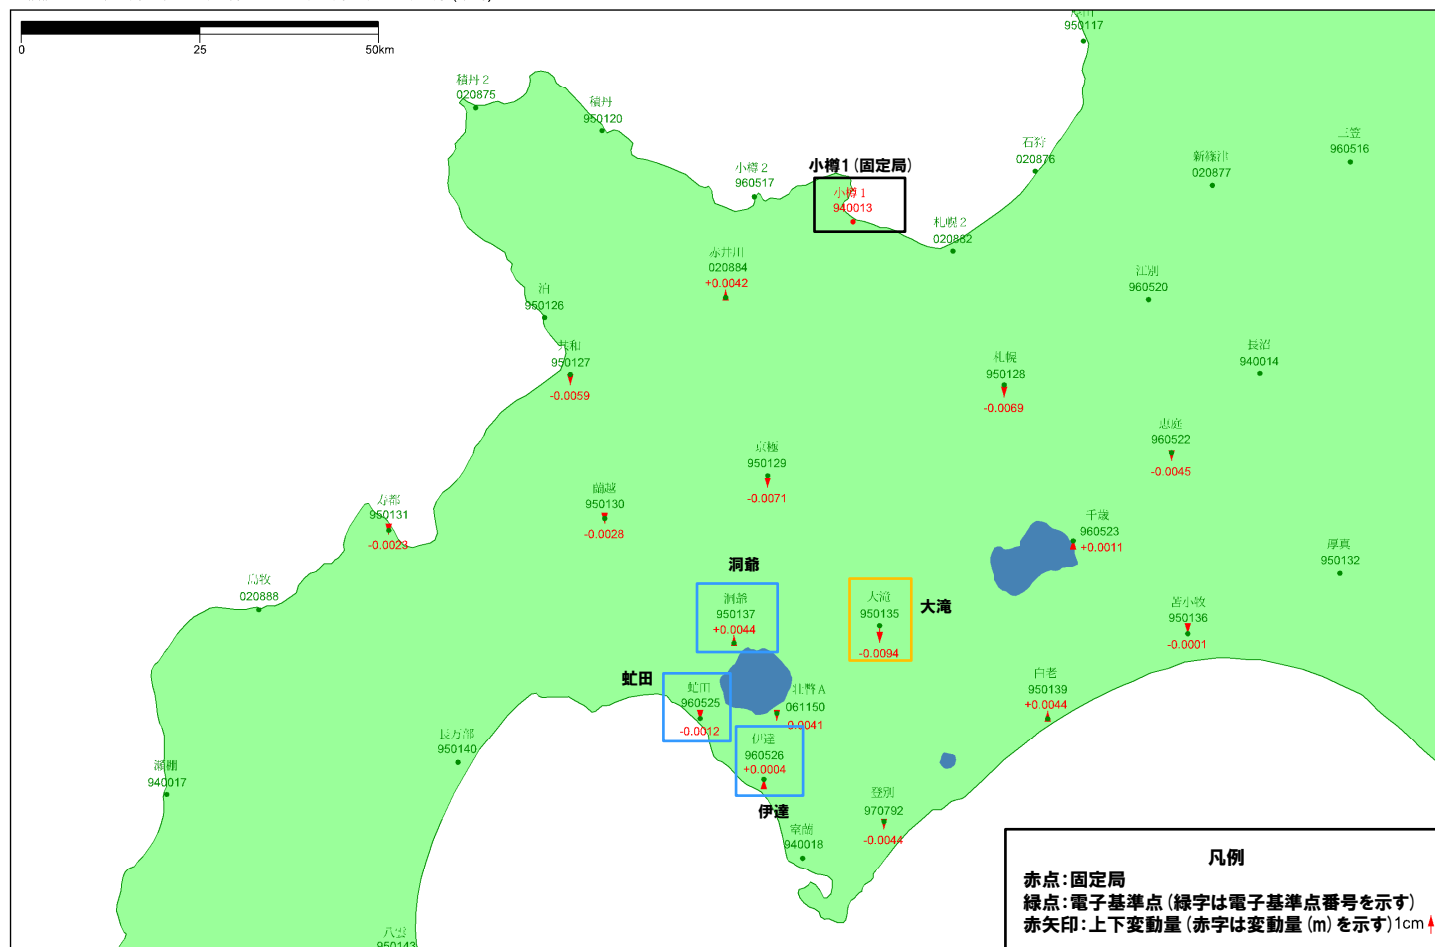 0
25
50km
950117
積丹2
020875
積丹
950120
小樽2
960517
小樽1(固定局)
小樽1
940013
石狩
020876
札幌2
020882
新篠津
020877
三笠
960516
赤井川
020884
+0.0042
江別
960520
泊
950126
共和
950127
-0.0059
札幌
950128
-0.0069
長沼
940014
恵庭
960522
-0.0045
京極
950129
-0.0071
蘭越
950130
-0.0028
寿都
950131
-0.0023
千歳
960523
+0.0011
厚真
950132
島牧
020888
洞爺
洞爺
950137
+0.0044
大滝
950135
-0.0094
大滝
苫小牧
950136
-0.0001
虻田
虻田
960525
-0.0012
壮瞥A
061150
-0.0041
白老
950139
+0.0044
伊達
960526
+0.0004
伊達
長万部
950140
瀬棚
940017
登別
970792
-0.0044
室蘭
940018
八雲
950143
凡例
赤点:固定局
緑点:電子基準点(緑字は電子基準点番号を示す)
赤矢印:上下変動量(赤字は変動量(m)を示す)1cm